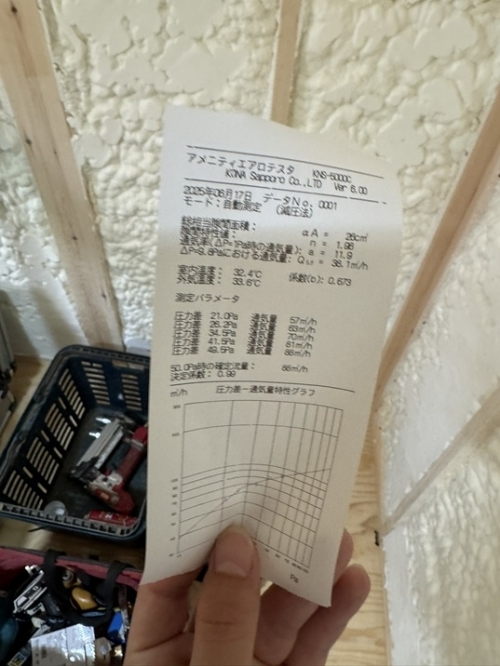 アメニティエアロテスタ KNS-5000C
KONA Sapporo Co.,LTD Ver 6.00
2025年08月17日 データNo. 0001
モード:自動測定 (減圧法)
総相当隙間面積: αA = 26cm²
隙間特性値: n = 1.96
通気率(ΔP=1Pa時の通気量): a = 11.9
ΔP=9.8Paにおける通気量: Q = 38.1m³/h
室内温度: 32.4℃ 係数(b): 0.673
外気温度: 33.6℃
測定パラメータ
圧力差 21.0Pa 通気量 57m³/h
圧力差 26.2Pa 通気量 63m³/h
圧力差 34.5Pa 通気量 70m³/h
圧力差 41.5Pa 通気量 81m³/h
圧力差 49.5Pa 通気量 88m³/h
50.0Pa時の確定流量: 88m³/h
決定係数: 0.99
m³/h 圧力差-通気量特性グラフ
Pa